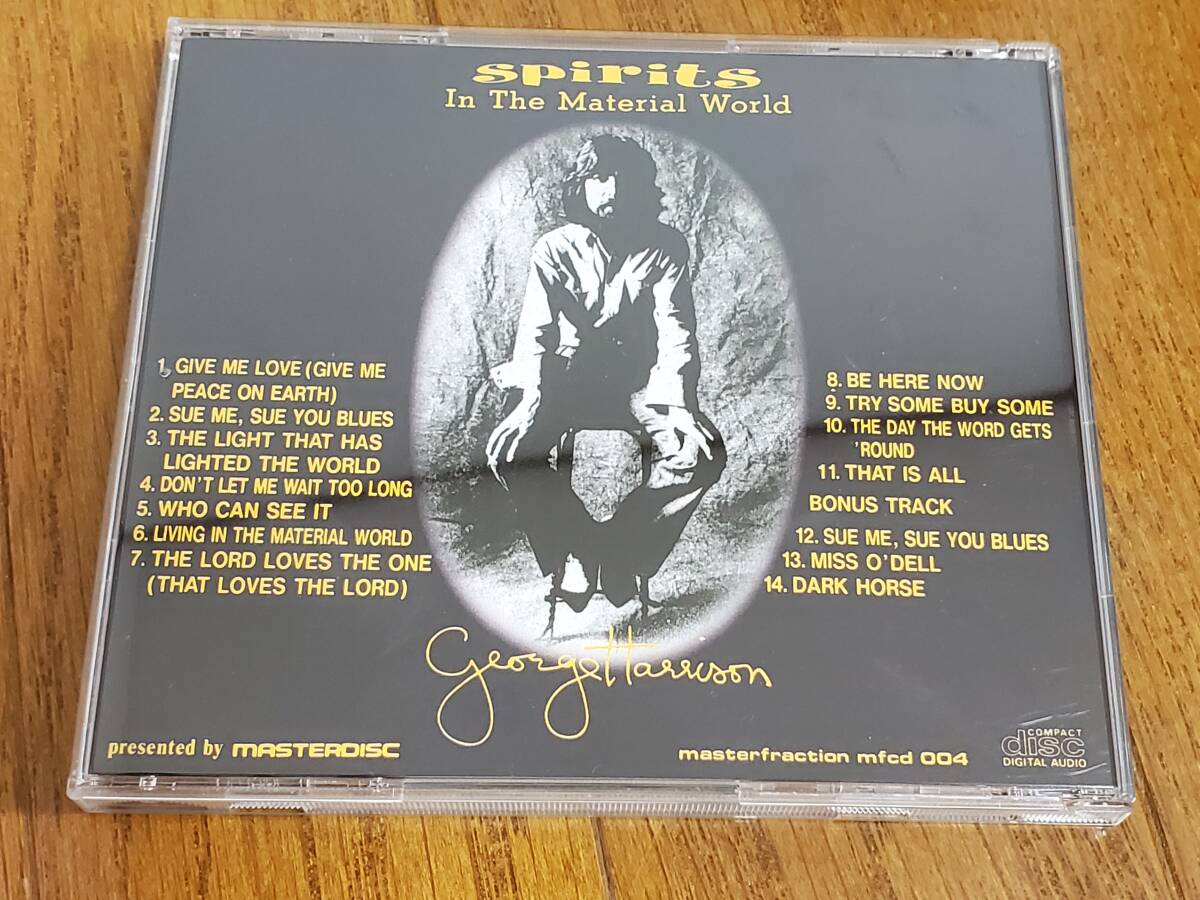 spirits
In The Material World
1. GIVE ME LOVE (GIVE ME
PEACE ON EARTH)
2. SUE ME, SUE YOU BLUES
3. THE LIGHT THAT HAS
LIGHTED THE WORLD
4. DON'T LET ME WAIT TOO LONG
5. WHO CAN SEE IT
6. LIVING IN THE MATERIAL WORLD
7. THE LORD LOVES THE ONE
(THAT LOVES THE LORD)
8. BE HERE NOW
9. TRY SOME BUY SOME
10. THE DAY THE WORD GETS
'ROUND
11. THAT IS ALL
BONUS TRACK
12. SUE ME, SUE YOU BLUES
13. MISS O'DELL
14. DARK HORSE
George Harrison
presented by MASTERDISC
masterfraction mfcd 004
COMPACT
disc
DIGITAL AUDIO